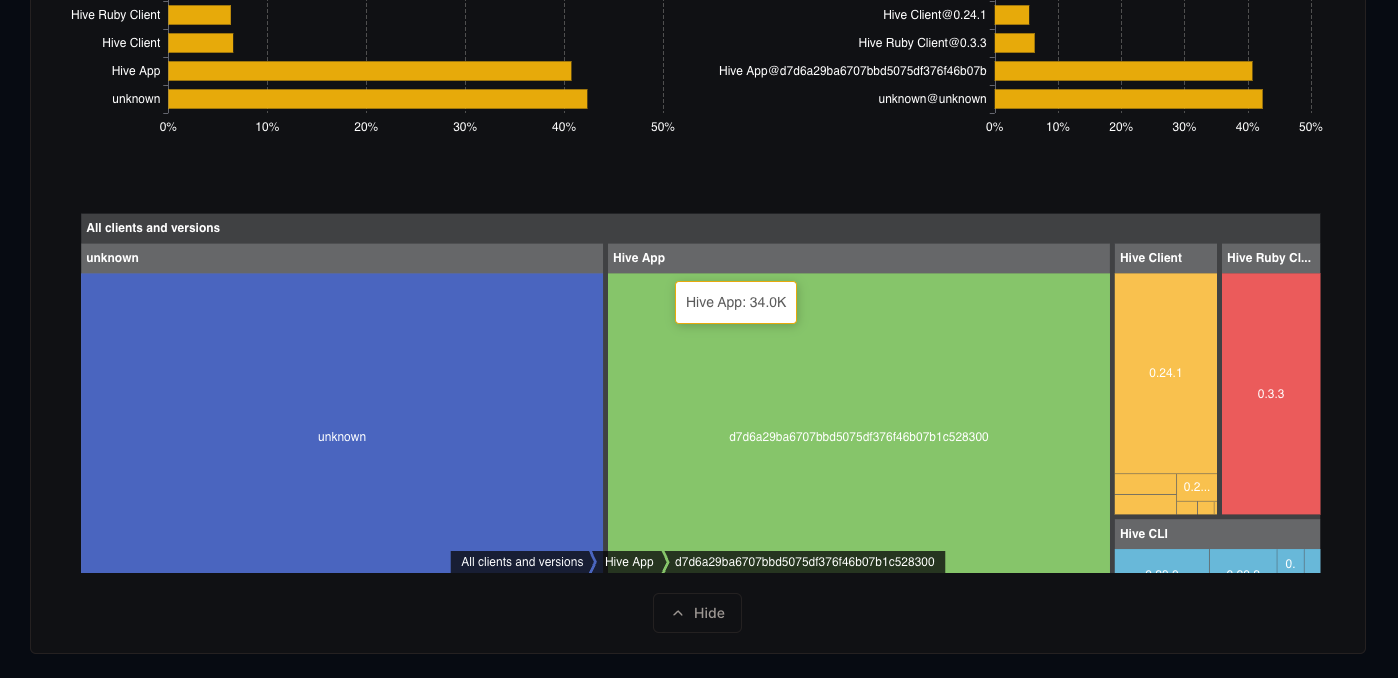 Hive Ruby Client
Hive Client
Hive App
unknown
0%
10%
20%
30%
40%
50%
Hive Client@0.24.1
Hive Ruby Client@0.3.3
Hive App@d7d6a29ba6707bbd5075df376f46b07b
unknown@unknown
0%
10%
20%
30%
40%
50%
All clients and versions
unknown
Hive App
Hive Client
Hive Ruby Cl...
Hive App: 34.0K
0.24.1
0.3.3
unknown
d7d6a29ba6707bbd5075df376f46b07b1c528300
0.2...
Hive CLI
0.
All clients and versions
Hive App
d7d6a29ba6707bbd5075df376f46b07b1c528300
Hide